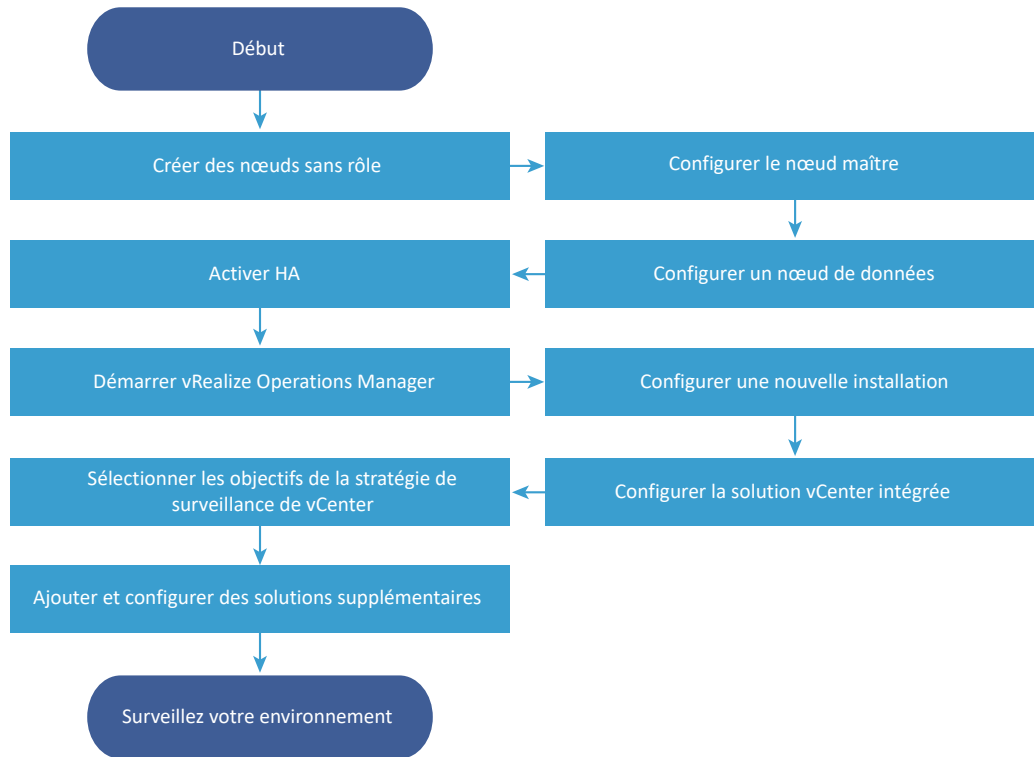 Début
Créer des nœuds sans rôle
Configurer le nœud maître
Configurer un nœud de données
Activer HA
Démarrer vRealize Operations Manager
Configurer une nouvelle installation
Configurer la solution vCenter intégrée
Sélectionner les objectifs de la stratégie de
surveillance de vCenter
Ajouter et configurer des solutions supplémentaires
Surveillez votre environnement